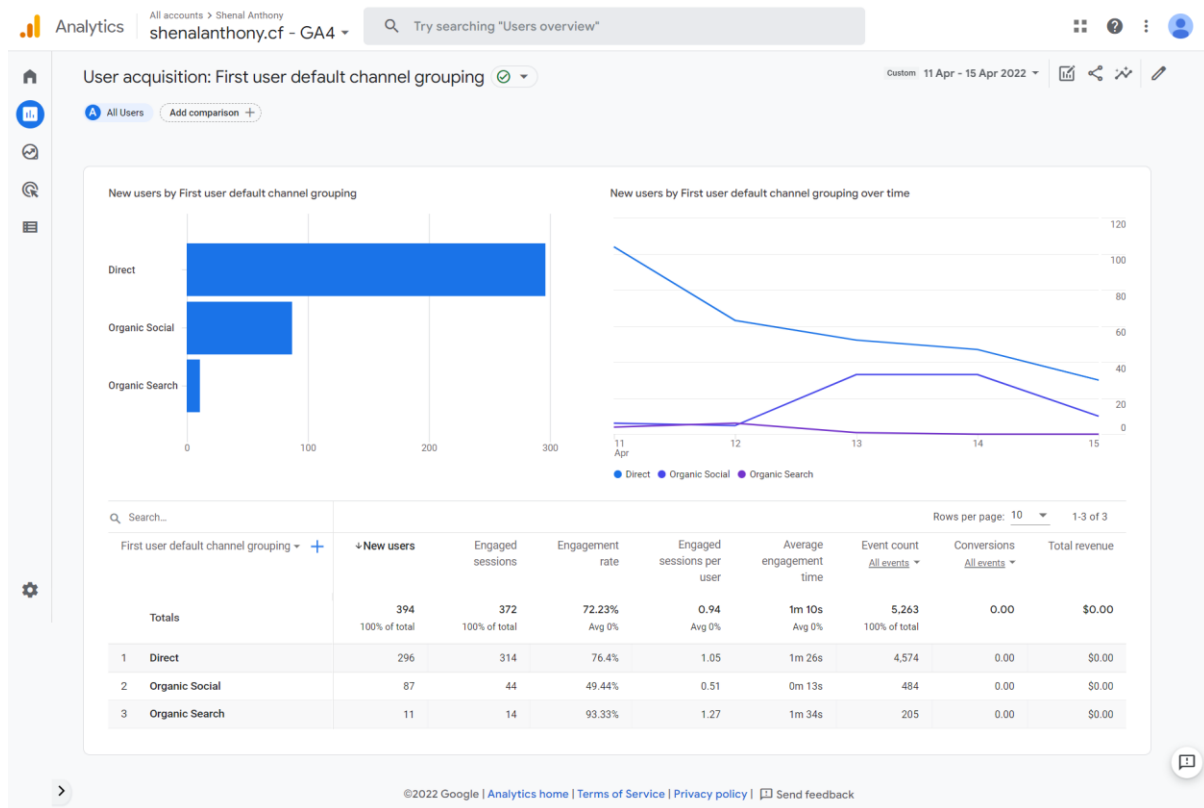 Analytics
All accounts > Shenal Anthony
shenalanthony.cf - GA4
Try searching "Users overview"
User acquisition: First user default channel grouping
Custom 11 Apr - 15 Apr 2022
A All Users
Add comparison +
New users by First user default channel grouping
Direct
Organic Social
Organic Search
0 100 200 300
New users by First user default channel grouping over time
120
100
80
60
40
20
0
11 12 13 14 15
Apr
Direct Organic Social Organic Search
Search...
Rows per page: 10 1-3 of 3
First user default channel grouping + ↓New users Engaged sessions Engagement rate Engaged sessions per user Average engagement time Event count All events Conversions All events Total revenue
Totals 394 372 72.23% 0.94 1m 10s 5,263 0.00 $0.00
100% of total 100% of total Avg 0% Avg 0% Avg 0% 100% of total
1 Direct 296 314 76.4% 1.05 1m 26s 4,574 0.00 $0.00
2 Organic Social 87 44 49.44% 0.51 0m 13s 484 0.00 $0.00
3 Organic Search 11 14 93.33% 1.27 1m 34s 205 0.00 $0.00
©2022 Google | Analytics home | Terms of Service | Privacy policy | Send feedback